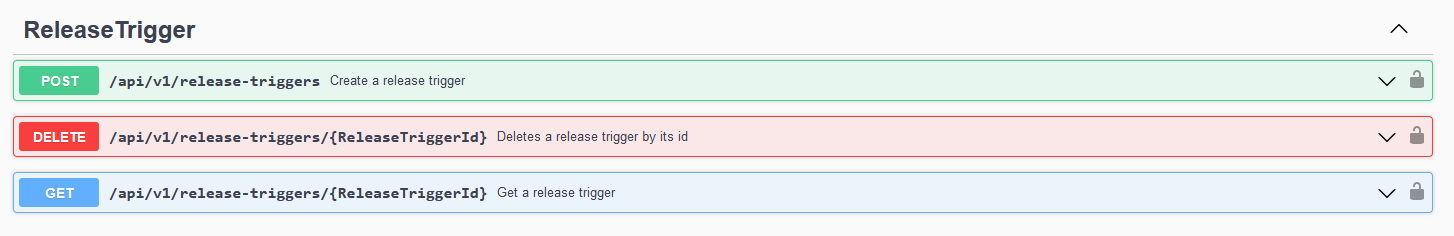 ReleaseTrigger
POST /api/v1/release-triggers Create a release trigger
DELETE /api/v1/release-triggers/{ReleaseTriggerId} Deletes a release trigger by its id
GET /api/v1/release-triggers/{ReleaseTriggerId} Get a release trigger